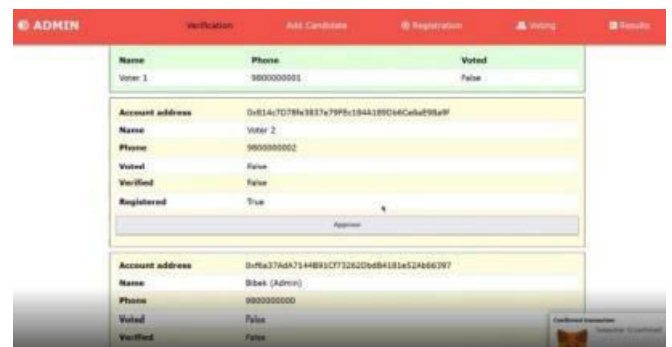 ADMIN Verification Add Candidate Registration Voting Results
Name Phone Voted
Voter 1 9800000001 False
Account address
Name Voter 2
Phone 9800000002
Voted False
Verified False
Registered True
Approve
Account address
Name Bibek (Admin)
Phone 9800000000
Voted False
Verified False
Confirmed transaction